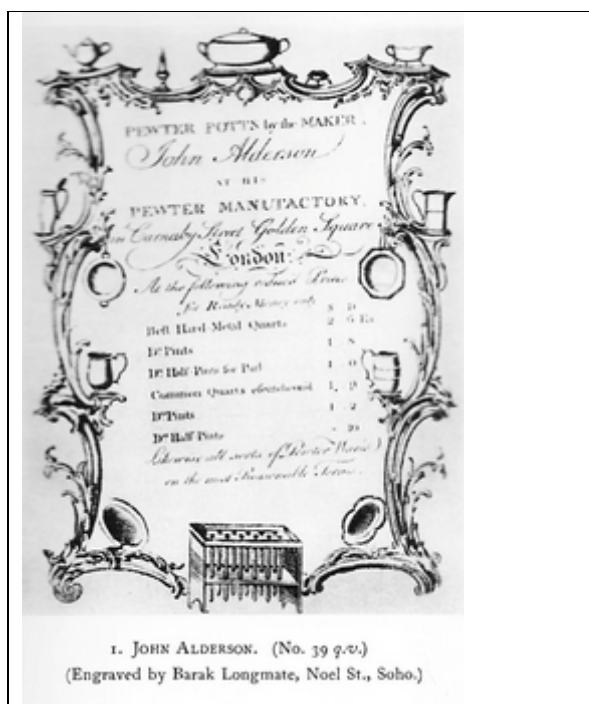 PEWTER POTTS by the MAKER.
John Alderson
AT HIS
PEWTER MANUFACTORY,
in Carnaby Street Golden Square
London:
At the following reduced Prices
for Ready Money only
S D
Best Hard Metal Quarts 2 6 Ea
Do. Pints 1 8
Do. Half Pints 1 0
Common Quarts 1 9
Do. Pints 1 2
Do. Half Pints - 10
Likewise all sorts of Pewter Wares
on the most Reasonable Terms.
1. JOHN ALDERSON. (No. 39 q.v.)
(Engraved by Barak Longmate, Noel St., Soho.)